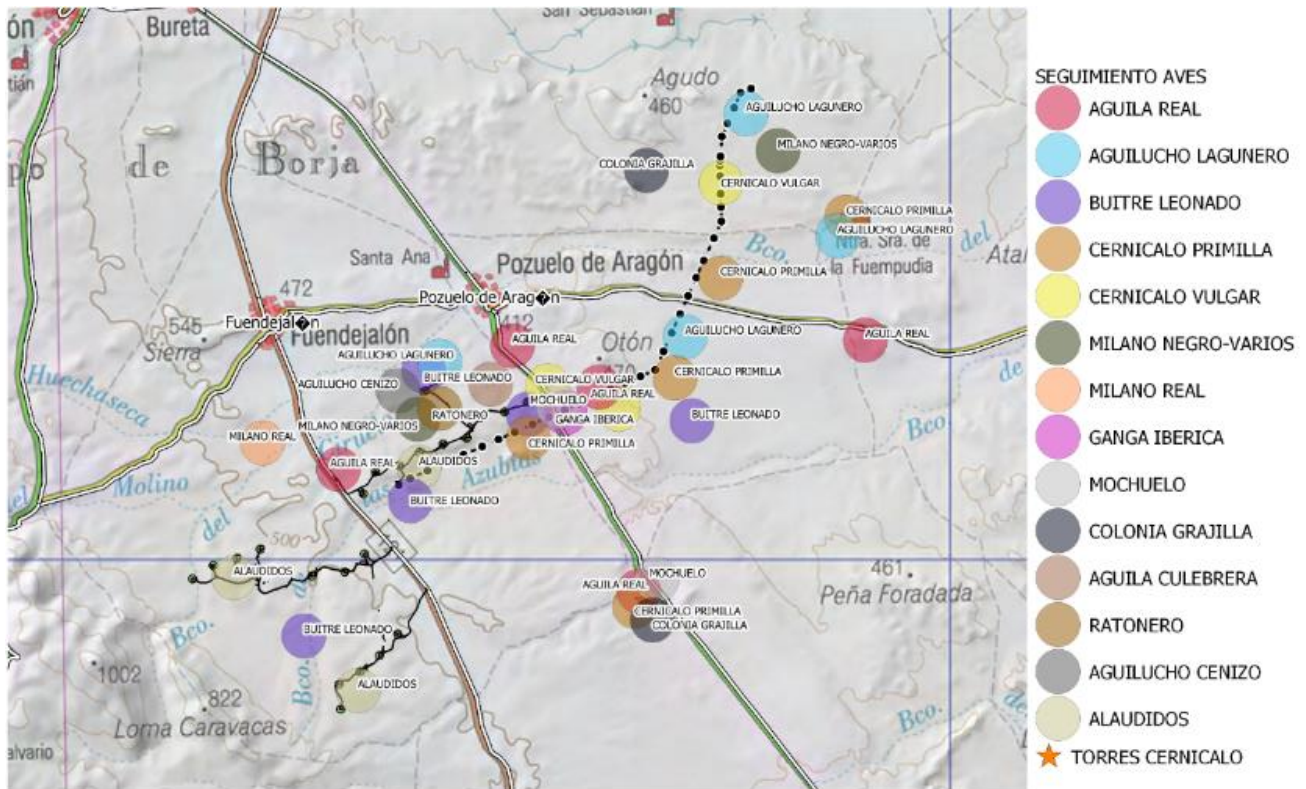 ón
Bureta
San Sebastián
tián
Agudo
460
AGUILUCHO LAGUNERO
MILANO NEGRO-VARIOS
COLONIA GRAJILLA
CERNICALO VULGAR
de Borja
CERNICALO PRIMILLA
AGUILUCHO LAGUNERO
Bco. del
Ntra. Sra. de
la Fuempudia
Santa Ana
Pozuelo de Aragón
CERNICALO PRIMILLA
472
Pozuelo de Arag�n
Fuendejal�n
545
Sierra
Fuendejalón
412
AGUILA REAL
Otón
AGUILUCHO LAGUNERO
AGUILA REAL
AGUILUCHO LAGUNERO
Huechaseca
AGUILUCHO CENIZO
BUITRE LEONADO
CERNICALO VULGAR
CERNICALO PRIMILLA
de
AGUILA REAL
MOCHUELO
RATONERO
GANGA IBERICA
BUITRE LEONADO
MILANO NEGRO-VARIOS
MILANO REAL
CERNICALO PRIMILLA
Bco.
AGUILA REAL
ALAUDIDOS
Azubias
Molino
BUITRE LEONADO
del
500
ALAUDIDOS
AGUILA REAL
MOCHUELO
461
Peña Foradada
CERNICALO PRIMILLA
COLONIA GRAJILLA
BUITRE LEONADO
Bco.
Bco.
1002
ALAUDIDOS
822
Loma Caravacas
Bco.
alvario
SEGUIMIENTO AVES
AGUILA REAL
AGUILUCHO LAGUNERO
BUITRE LEONADO
CERNICALO PRIMILLA
CERNICALO VULGAR
MILANO NEGRO-VARIOS
MILANO REAL
GANGA IBERICA
MOCHUELO
COLONIA GRAJILLA
AGUILA CULEBRERA
RATONERO
AGUILUCHO CENIZO
ALAUDIDOS
TORRES CERNICALO